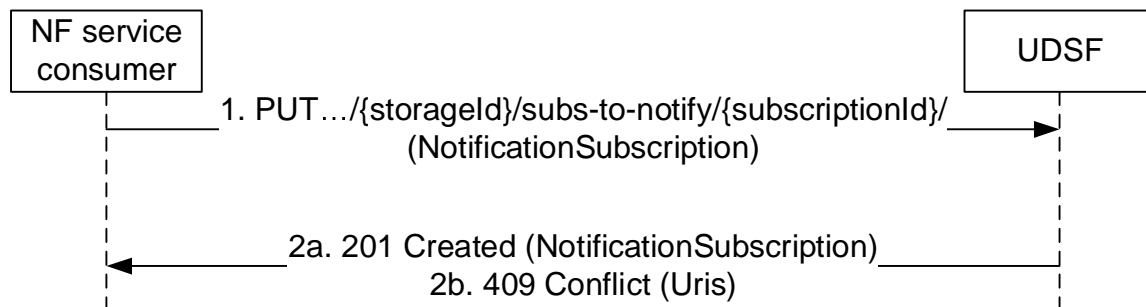 NF service
consumer
UDSF
1. PUT…/{storageId}/subs-to-notify/{subscriptionId}/
(NotificationSubscription)
2a. 201 Created (NotificationSubscription)
2b. 409 Conflict (Uris)